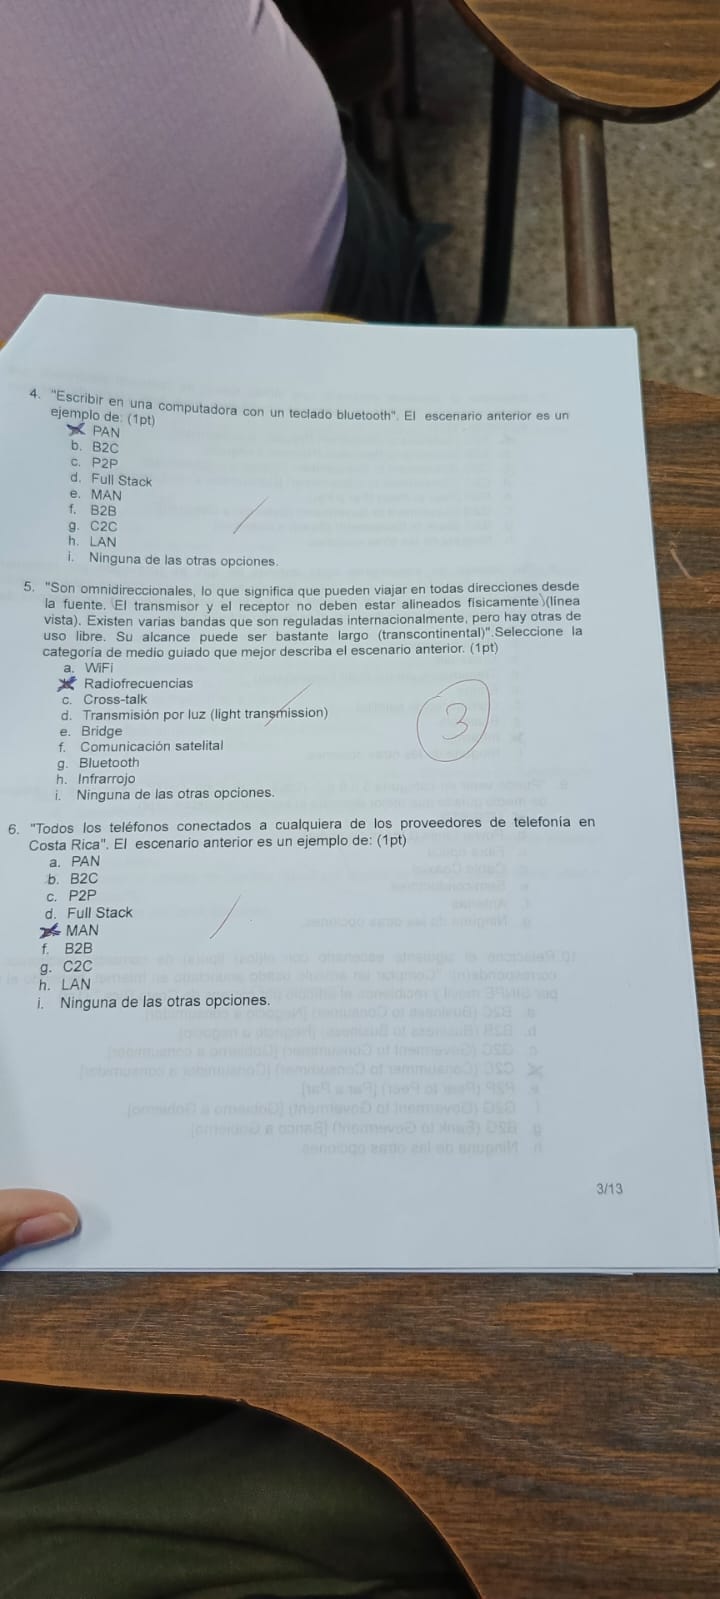 4. "Escribir en una computadora con un teclado bluetooth". El escenario anterior es un
ejemplo de: (1pt)
PAN
b. B2C
c. P2P
d. Full Stack
e. MAN
f. B2B
g. C2C
h. LAN
i. Ninguna de las otras opciones.
5. "Son omnidireccionales, lo que significa que pueden viajar en todas direcciones desde
la fuente. El transmisor y el receptor no deben estar alineados físicamente (línea
vista). Existen varias bandas que son reguladas internacionalmente, pero hay otras de
uso libre. Su alcance puede ser bastante largo (transcontinental)".Seleccione la
categoría de medio guiado que mejor describa el escenario anterior. (1pt)
a. WiFi
Radiofrecuencias
c. Cross-talk
d. Transmisión por luz (light transmission)
e. Bridge
f. Comunicación satelital
g. Bluetooth
h. Infrarrojo
i. Ninguna de las otras opciones.
3
6. "Todos los teléfonos conectados a cualquiera de los proveedores de telefonía en
Costa Rica". El escenario anterior es un ejemplo de: (1pt)
a. PAN
b. B2C
c. P2P
d. Full Stack
MAN
f. B2B
g. C2C
h. LAN
i. Ninguna de las otras opciones.
3/13